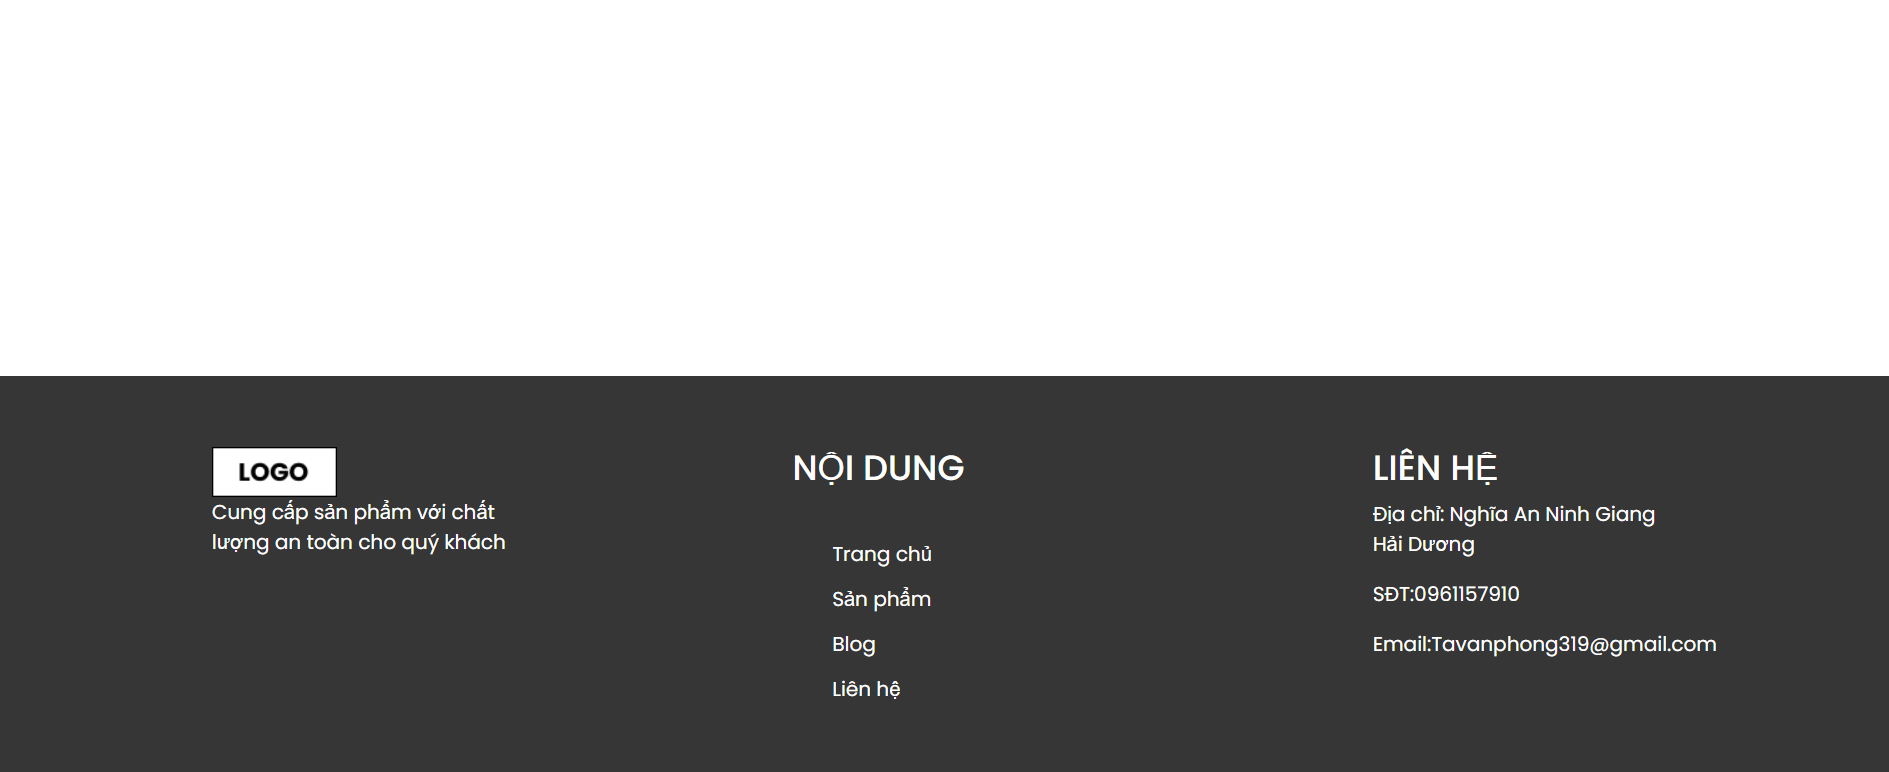 LOGO
Cung cấp sản phẩm với chất
lượng an toàn cho quý khách
NỘI DUNG
Trang chủ
Sản phẩm
Blog
Liên hệ
LIÊN HỆ
Địa chỉ: Nghĩa An Ninh Giang
Hải Dương
SĐT:0961157910
Email:Tavanphong319@gmail.com